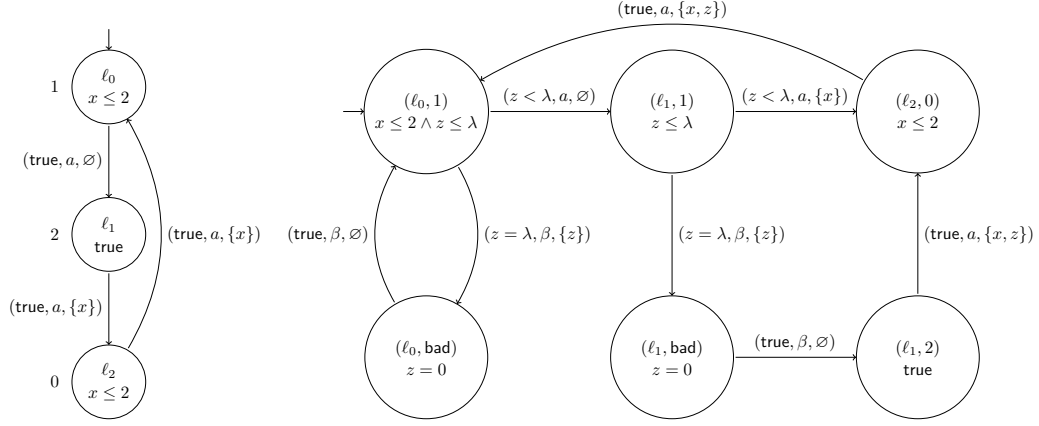 1
ℓ₀
x ≤ 2
(true, a, ∅)
2
ℓ₁
true
(true, a, {x})
(true, a, {x})
0
ℓ₂
x ≤ 2
(true, a, {x, z})
(ℓ₀, 1)
x ≤ 2 ∧ z ≤ λ
(z < λ, a, ∅)
(ℓ₁, 1)
z ≤ λ
(z < λ, a, {x})
(ℓ₂, 0)
x ≤ 2
(true, β, ∅)
(z = λ, β, {z})
(z = λ, β, {z})
(true, a, {x, z})
(ℓ₀, bad)
z = 0
(ℓ₁, bad)
z = 0
(true, β, ∅)
(ℓ₁, 2)
true